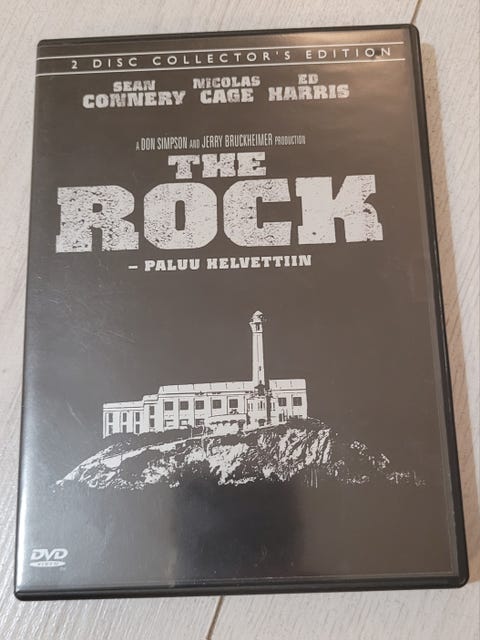 2 DISC COLLECTOR'S EDITION
SEAN NICOLAS ED
CONNERY CAGE HARRIS
A DON SIMPSON AND JERRY BRUCKHEIMER PRODUCTION
THE
ROCK
– PALUU HELVETTIIN
DVD
VIDEO